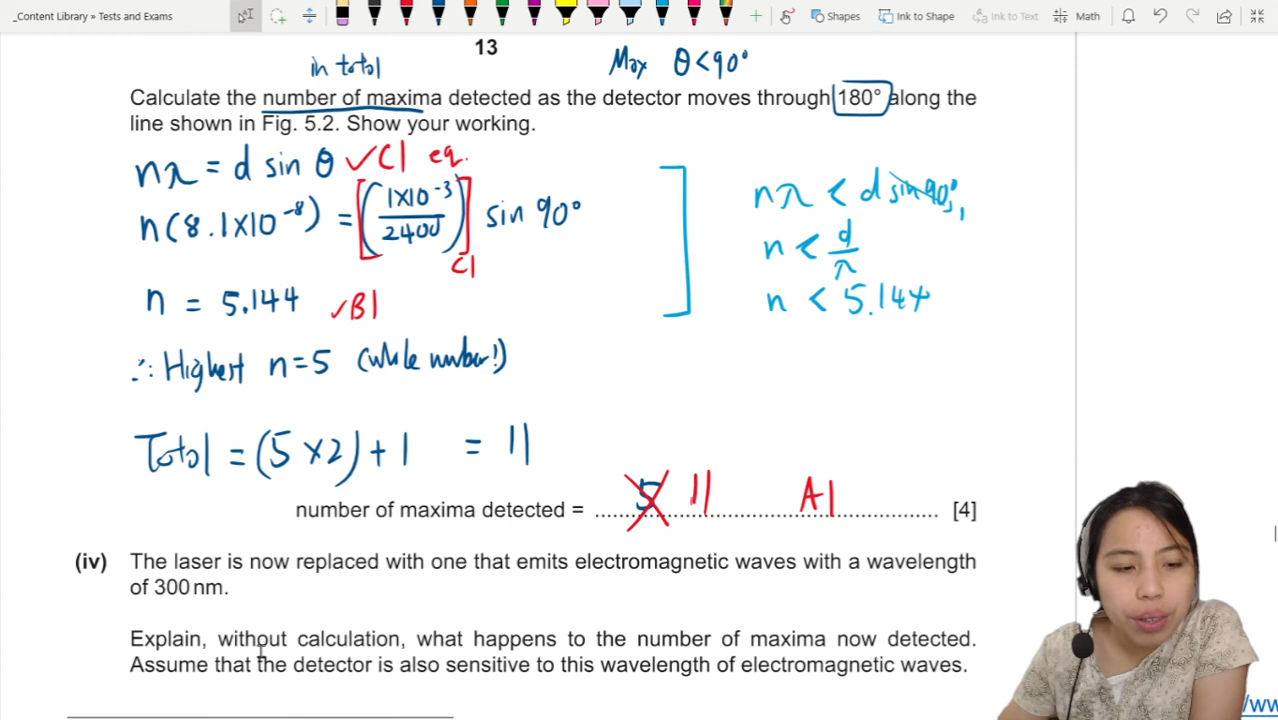 _Content Library » Tests and Exams
Shapes
Ink to Shape
Ink to Text
Math
13
in total
Max θ<90°
Calculate the number of maxima detected as the detector moves through 180° along the
line shown in Fig. 5.2. Show your working.
nλ = d sin θ ✓C1 eq.
n(8.1×10⁻⁸) = [(1×10⁻³/2400)] sin 90°
C1
n = 5.144 ✓B1
∴ Highest n=5 (whole number!)
nλ < d sin90°,
n < d/λ
n < 5.144
Total = (5×2)+1 = 11
number of maxima detected = 5 11 A1 [4]
(iv) The laser is now replaced with one that emits electromagnetic waves with a wavelength
of 300 nm.
Explain, without calculation, what happens to the number of maxima now detected.
Assume that the detector is also sensitive to this wavelength of electromagnetic waves.
/ww